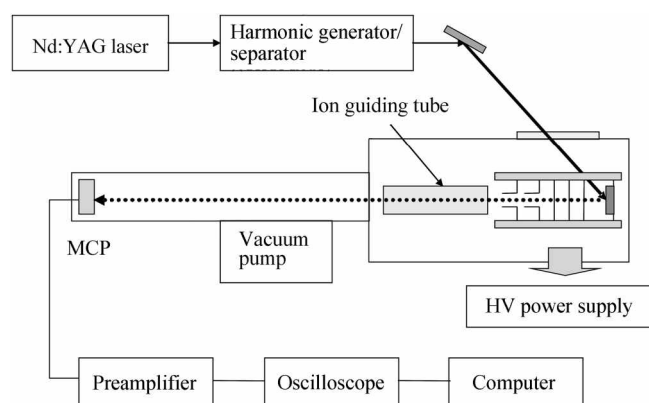 Nd:YAG laser
Harmonic generator/
separator
Ion guiding tube
MCP
Vacuum
pump
HV power supply
Preamplifier
Oscilloscope
Computer